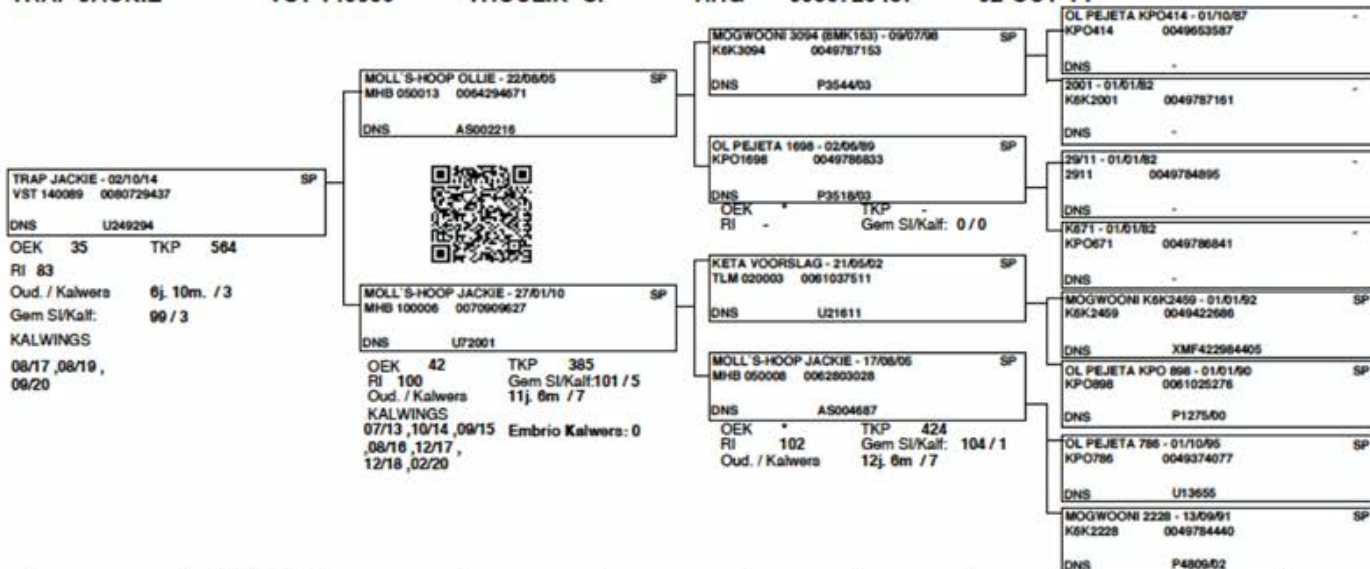 TRAP JACKIE - 02/10/14 SP
VST 140089 0080729437
DNS U249294
OEK 35 TKP 564
RI 83
Oud. / Kalwers 6j. 10m. / 3
Gem SI/Kalf: 99 / 3
KALWINGS
08/17 ,08/19 ,
09/20
MOLL`S-HOOP OLLIE - 22/08/05 SP
MHB 050013 0064294671
DNS AS002216
MOLL`S-HOOP JACKIE - 27/01/10 SP
MHB 100006 0070909627
DNS U72001
OEK 42 TKP 385
RI 100 Gem SI/Kalf:101 / 5
Oud. / Kalwers 11j. 6m / 7
KALWINGS
07/13 ,10/14 ,09/15 Embrio Kalwers: 0
,08/16 ,12/17 ,
12/18 ,02/20
MOGWOONI 3094 (BMK163) - 09/07/98 SP
K6K3094 0049787153
DNS P3544/03
OL PEJETA 1698 - 02/06/89 SP
KPO1698 0049786833
DNS P3518/03
OEK * TKP -
RI - Gem SI/Kalf: 0 / 0
KETA VOORSLAG - 21/05/02 SP
TLM 020003 0061037511
DNS U21611
MOLL`S-HOOP JACKIE - 17/08/05 SP
MHB 050008 0062803028
DNS AS004687
OEK * TKP 424
RI 102 Gem SI/Kalf: 104 / 1
Oud. / Kalwers 12j. 6m / 7
OL PEJETA KPO414 - 01/10/87 -
KPO414 0049653587
DNS -
2001 - 01/01/82 -
K6K2001 0049787161
DNS -
29/11 - 01/01/82 -
2911 0049784895
DNS -
K671 - 01/01/82 -
KPO671 0049786841
DNS -
MOGWOONI K6K2459 - 01/01/92 SP
K6K2459 0049422686
DNS XMF422984405
OL PEJETA KPO 898 - 01/01/90 SP
KPO898 0061025276
DNS P1275/00
OL PEJETA 786 - 01/10/95 SP
KPO786 0049374077
DNS U13655
MOGWOONI 2228 - 13/09/91 SP
K6K2228 0049784440
DNS P4809/02